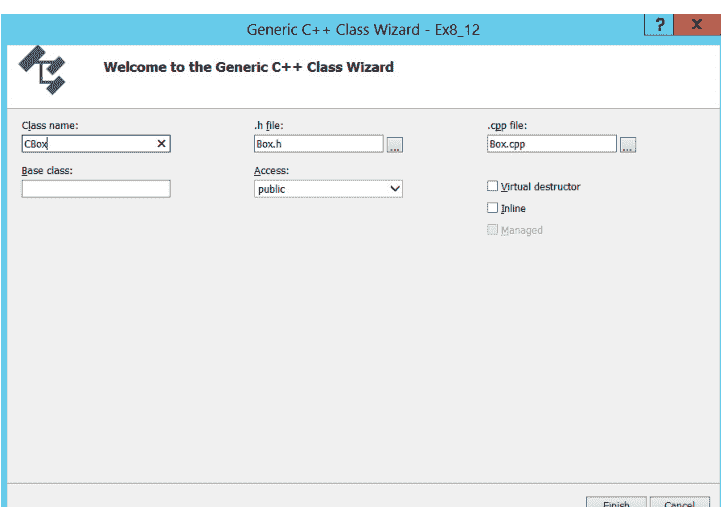 Generic C++ Class Wizard - Ex8_12
? x
Welcome to the Generic C++ Class Wizard
Class name:
.h file:
.cpp file:
CBox
Box.h
...
Box.cpp
...
Base class:
Access:
public
Virtual destructor
Inline
Managed
Finish
Cancel